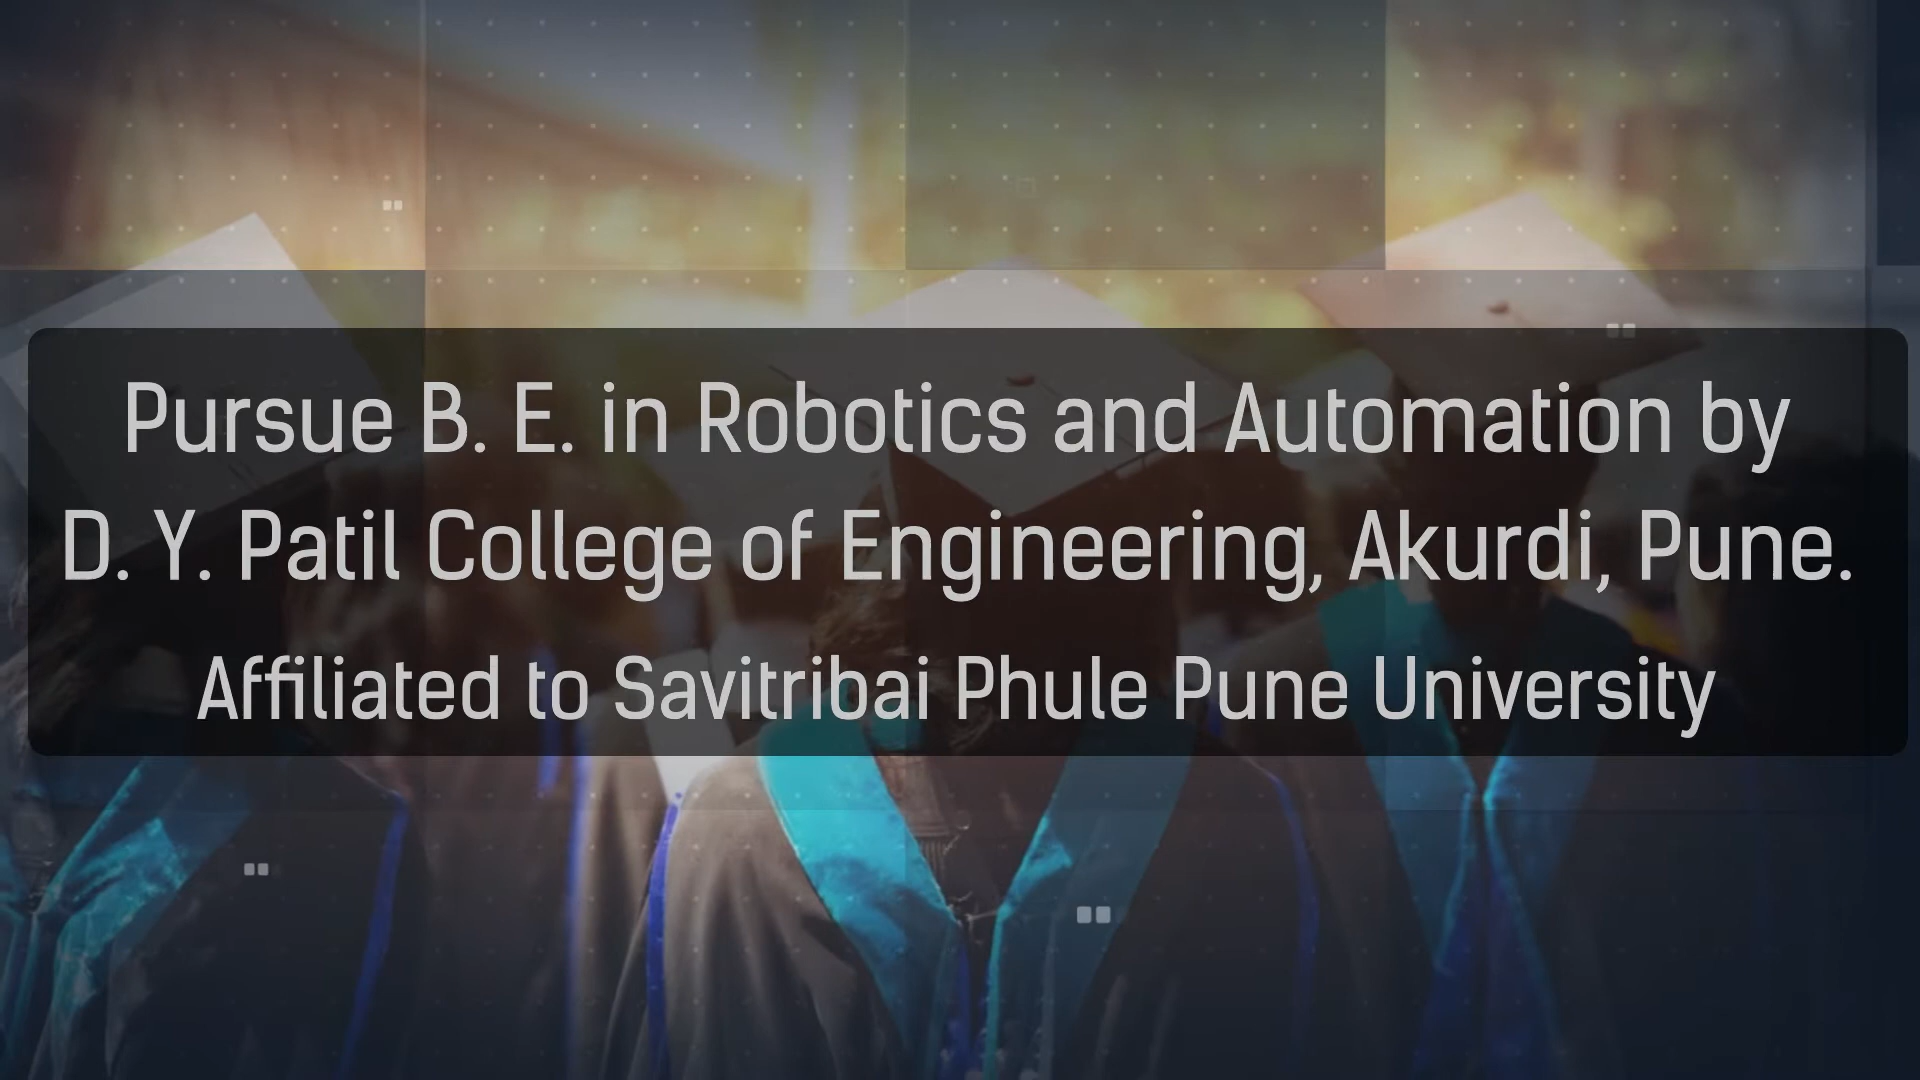 Pursue B. E. in Robotics and Automation by
D. Y. Patil College of Engineering, Akurdi, Pune.
Affiliated to Savitribai Phule Pune University